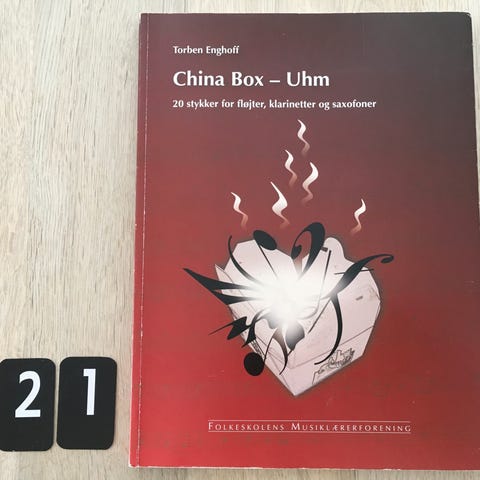 Torben Enghoff
China Box – Uhm
20 stykker for fløjter, klarinetter og saxofoner
FOLKESKOLENS MUSIKLÆRERFORENING
2 1